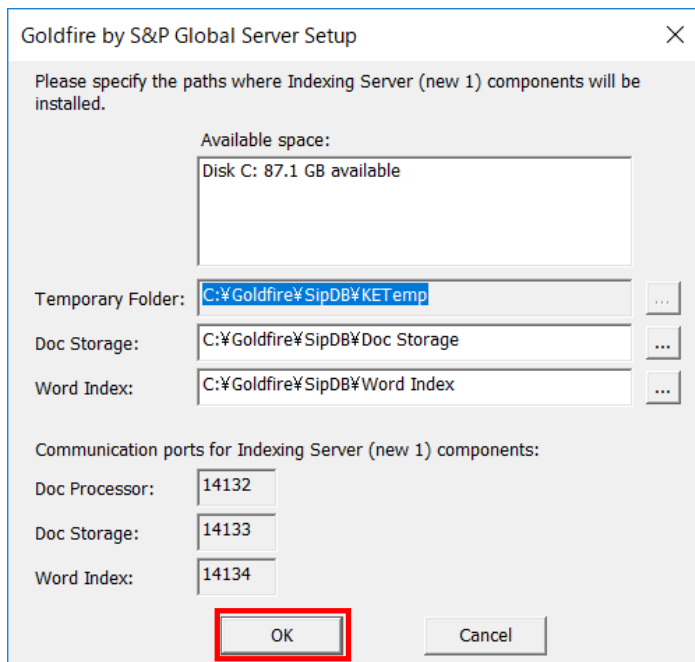 Goldfire by S&P Global Server Setup
Please specify the paths where Indexing Server (new 1) components will be
installed.
Available space:
Disk C: 87.1 GB available
Temporary Folder: C:¥Goldfire¥SipDB¥KETemp ...
Doc Storage: C:¥Goldfire¥SipDB¥Doc Storage ...
Word Index: C:¥Goldfire¥SipDB¥Word Index ...
Communication ports for Indexing Server (new 1) components:
Doc Processor: 14132
Doc Storage: 14133
Word Index: 14134
OK Cancel